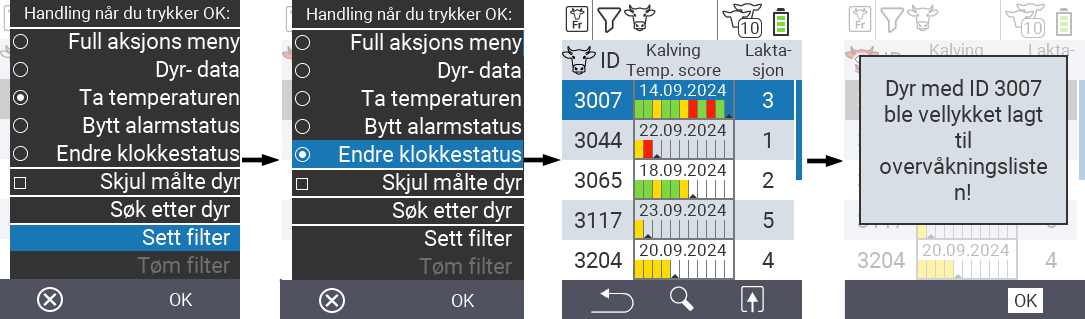 Handling når du trykker OK:
Full aksjons meny
Dyr- data
Ta temperaturen
Bytt alarmstatus
Endre klokkestatus
Skjul målte dyr
Søk etter dyr
Sett filter
Tøm filter
OK
Handling når du trykker OK:
Full aksjons meny
Dyr- data
Ta temperaturen
Bytt alarmstatus
Endre klokkestatus
Skjul målte dyr
Søk etter dyr
Sett filter
Tøm filter
OK
Fr
10
ID
Kalving
Temp. score
Lakta-
sjon
3007
14.09.2024
3
3044
22.09.2024
1
3065
18.09.2024
2
3117
23.09.2024
5
3204
20.09.2024
4
Fr
10
Kalving
Lakta-
Dyr med ID 3007
ble vellykket lagt
til
overvåkningsliste
n!
3204
20.09.2024
4
OK